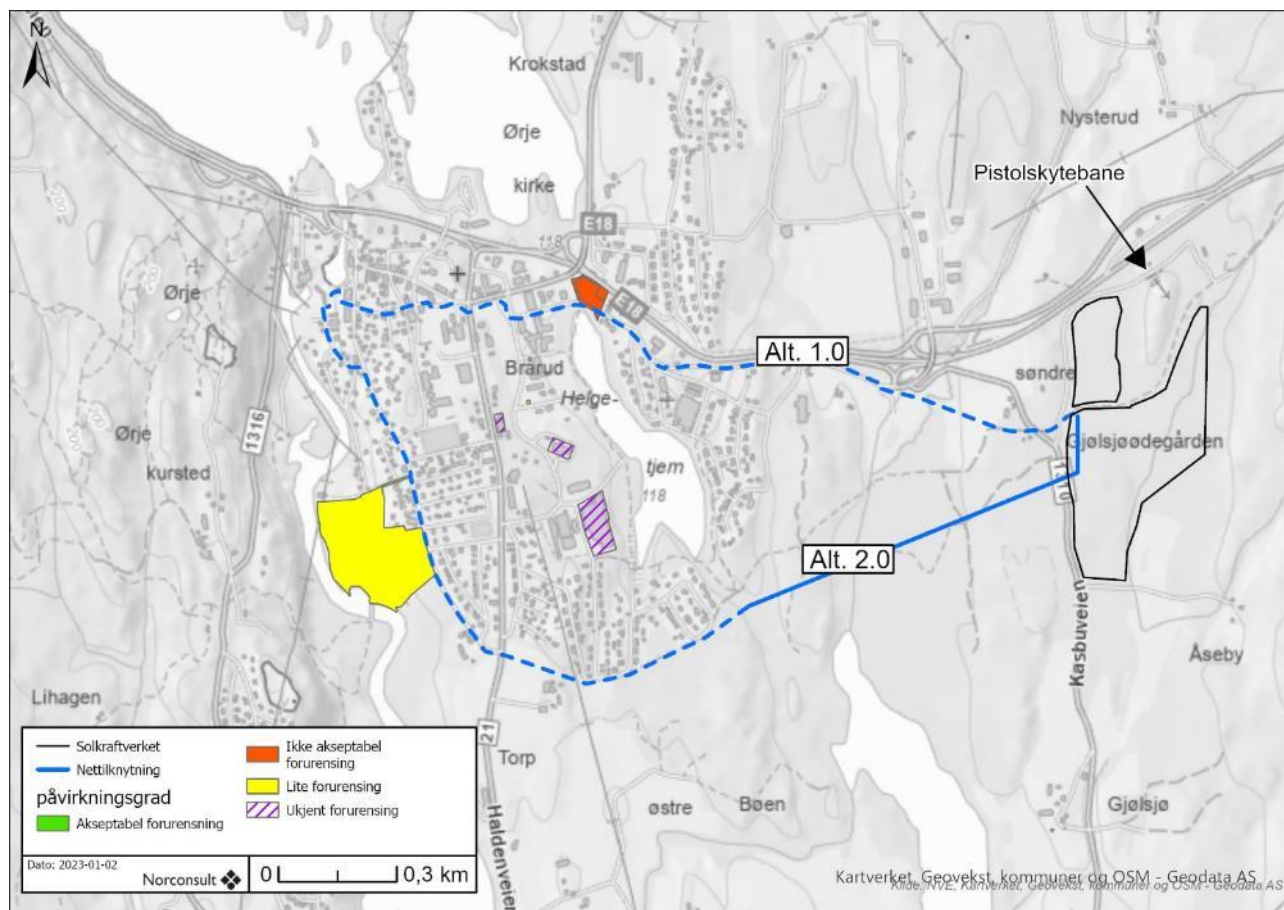 N
Krokstad
Ørje
kirke
Nysterud
Pistolskytebane
E18
118
200
Ørje
E18
Alt. 1.0
Brårud
søndre
Helge-
200
1316
Ørje
kursted
Gjølsjøødegården
tjern
118
Alt. 2.0
Kasbuveien
Åseby
Lihagen
21
Torp
Haldenveien
østre
Bøen
Gjølsjø
Solkraftverket
Nettilknytning
påvirkningsgrad
Akseptabel forurensning
Ikke akseptabel
forurensing
Lite forurensing
Ukjent forurensing
Dato: 2023-01-02
Norconsult
0
0,3 km
Kartverket, Geovekst, kommuner og OSM - Geodata AS
Kilde: NVE, Kartverket, Geovekst, kommuner og OSM - Geodata AS